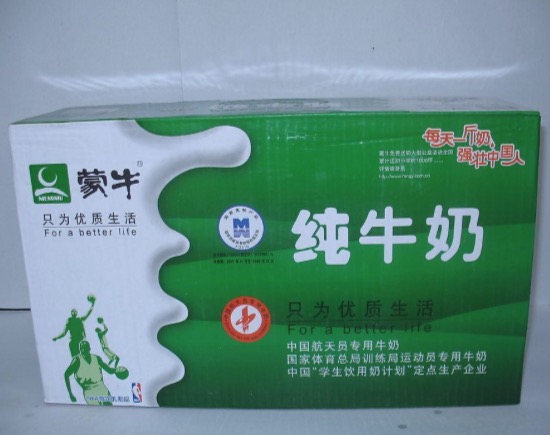 每天一斤奶,
强壮中国人
蒙牛®
MENGNIU
只为优质生活
For a better life
纯牛奶
只为优质生活
For a better life
中国航天员专用牛奶
国家体育总局训练局运动员专用牛奶
中国“学生饮用奶计划”定点生产企业